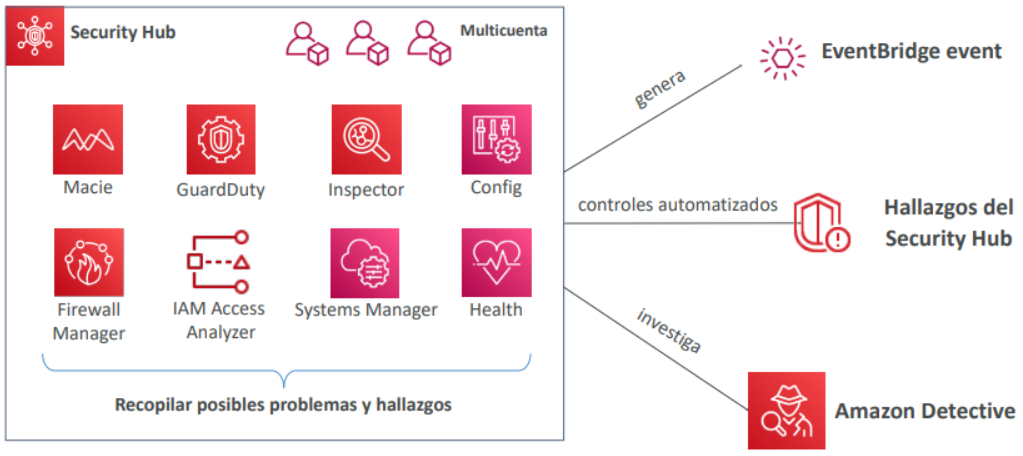 Security Hub
Multicuenta
Macie
GuardDuty
Inspector
Config
Firewall
Manager
IAM Access
Analyzer
Systems Manager
Health
Recopilar posibles problemas y hallazgos
genera
EventBridge event
controles automatizados
Hallazgos del
Security Hub
investiga
Amazon Detective